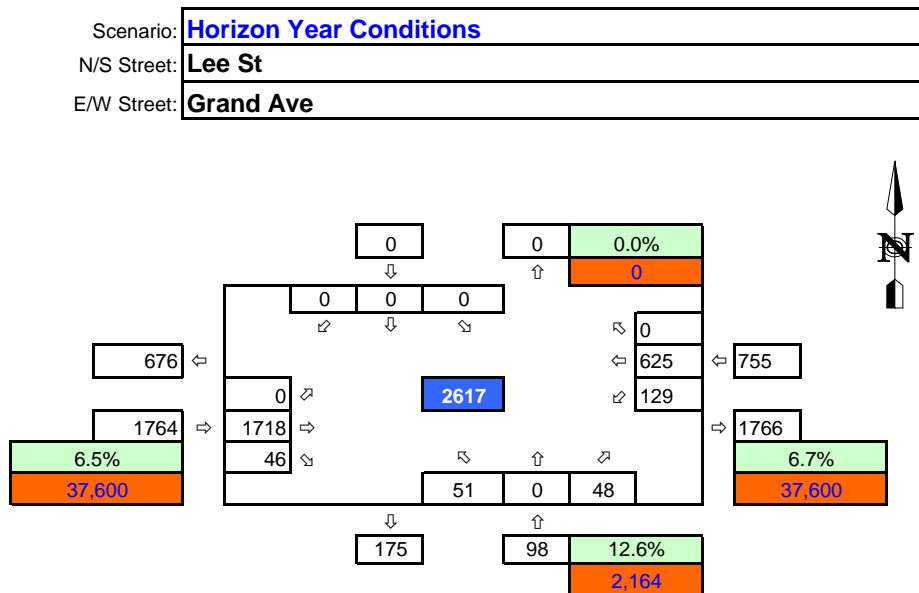 Scenario: Horizon Year Conditions
N/S Street: Lee St
E/W Street: Grand Ave
N
0 0 0.0%
⇩ ⇧ 0
0 0 0
⬃ ⇩ ⬂ ⬁ 0
676 ⇦ ⇦ 625 ⇦ 755
0 ⬀ 2617 ⬃ 129
1764 ⇨ 1718 ⇨ ⇨ 1766
6.5% 46 ⬂ ⬁ ⇧ ⬀ 6.7%
37,600 51 0 48 37,600
⇩ ⇧
175 98 12.6%
2,164